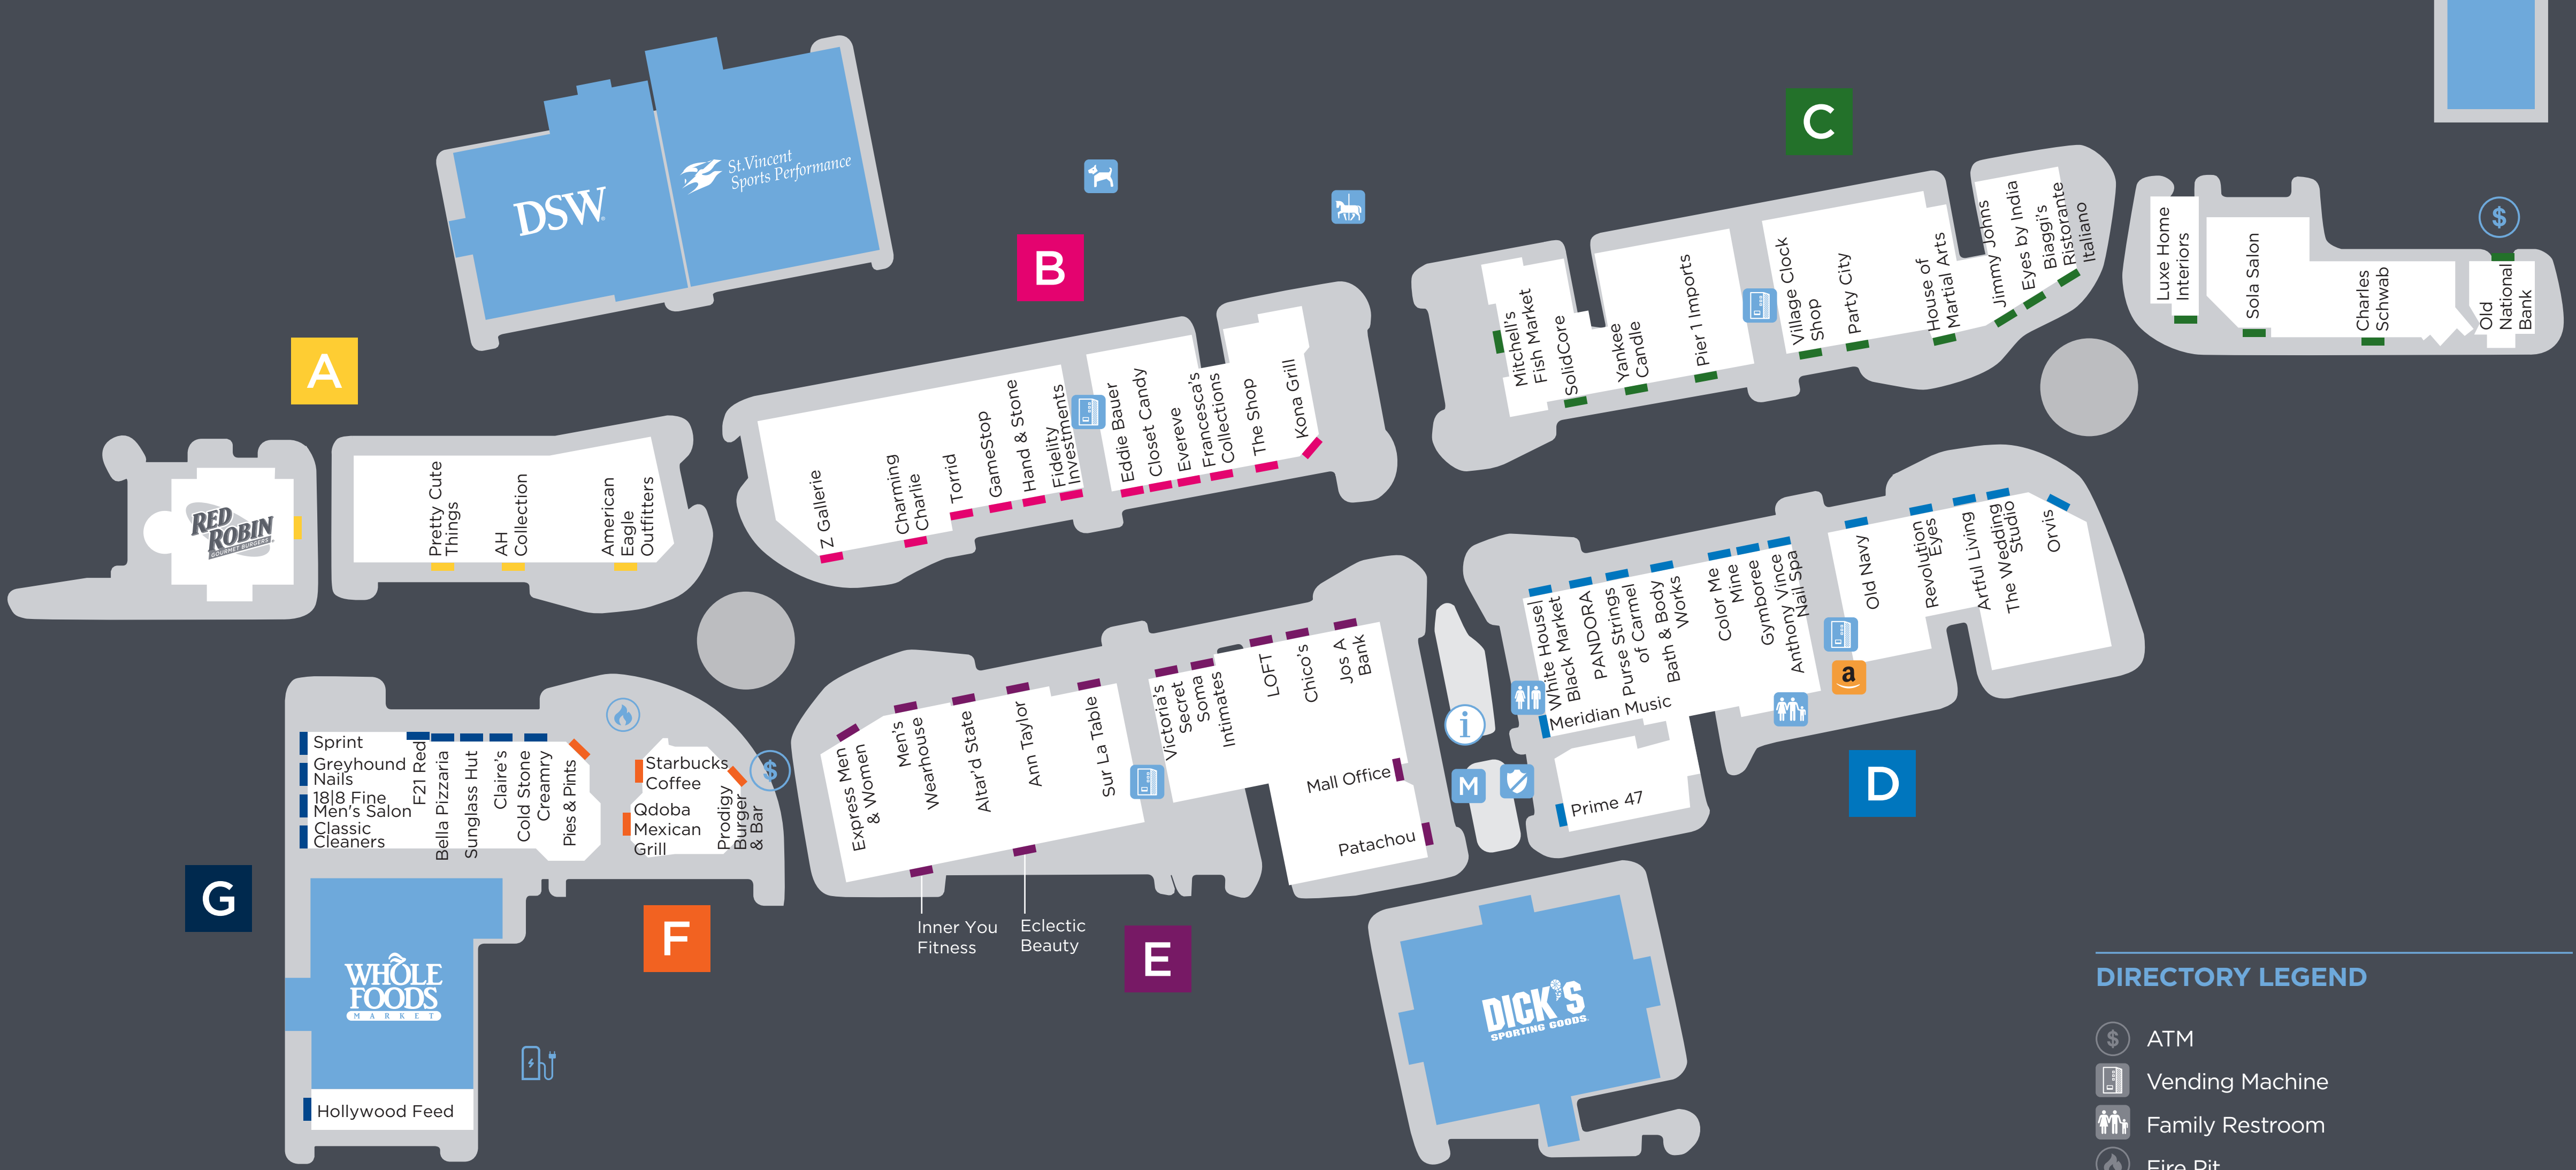 DSW
St.Vincent
Sports Performance
C
B
A
RED
ROBIN
GOURMET BURGERS
Pretty Cute
Things
AH
Collection
American
Eagle
Outfitters
Z Gallerie
Charming
Charlie
Torrid
GameStop
Hand & Stone
Fidelity
Investments
Eddie Bauer
Closet Candy
Evereve
Francesca's
Collections
The Shop
Kona Grill
Mitchell's
Fish Market
SolidCore
Yankee
Candle
Pier 1 Imports
Village Clock
Shop
Party City
House of
Martial Arts
Jimmy Johns
Eyes by India
Biaggi's
Ristorante
Italiano
Luxe Home
Interiors
Sola Salon
Charles
Schwab
Old
National
Bank
$
Sprint
Greyhound
Nails
18|8 Fine
Men's Salon
Classic
Cleaners
F21 Red
Bella Pizzaria
Sunglass Hut
Claire's
Cold Stone
Creamry
Pies & Pints
Starbucks
Coffee
Qdoba
Mexican
Grill
Prodigy
Burger
& Bar
$
Express Men
& Women
Men's
Wearhouse
Altar'd State
Ann Taylor
Sur La Table
Victoria's
Secret
Soma
Intimates
LOFT
Chico's
Jos A
Bank
Mall Office
Patachou
Inner You
Fitness
Eclectic
Beauty
i
M
White House|
Black Market
PANDORA
Purse Strings
of Carmel
Bath & Body
Works
Color Me
Mine
Gymboree
Anthony Vince
Nail Spa
Meridian Music
Prime 47
Old Navy
Revolution
Eyes
Artful Living
The Wedding
Studio
Orvis
a
D
G
F
E
WHOLE
FOODS
MARKET
Hollywood Feed
DICK'S
SPORTING GOODS
DIRECTORY LEGEND
$ ATM
Vending Machine
Family Restroom
Fire Pit